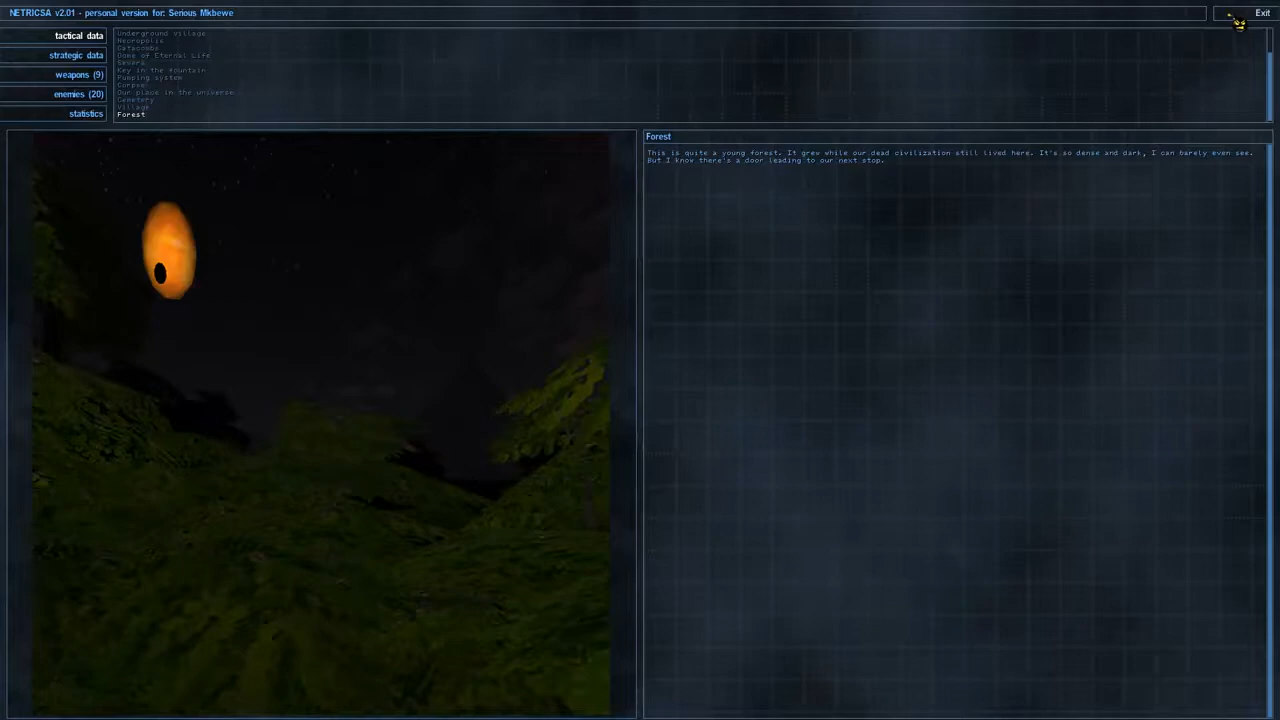 NETRICSA v2.01 - personal version for: Serious Mkbewe
Exit
tactical data
strategic data
weapons (9)
enemies (20)
statistics
Underground village
Necropolis
Catacombs
Dome of Eternal Life
Severs
Key in the fountain
Pumping system
Corpse
Our place in the universe
Cemetery
Village
Forest
Forest
This is quite a young forest. It grew while our dead civilization still lived here. It's so dense and dark, I can barely even see.
But I know there's a door leading to our next stop.